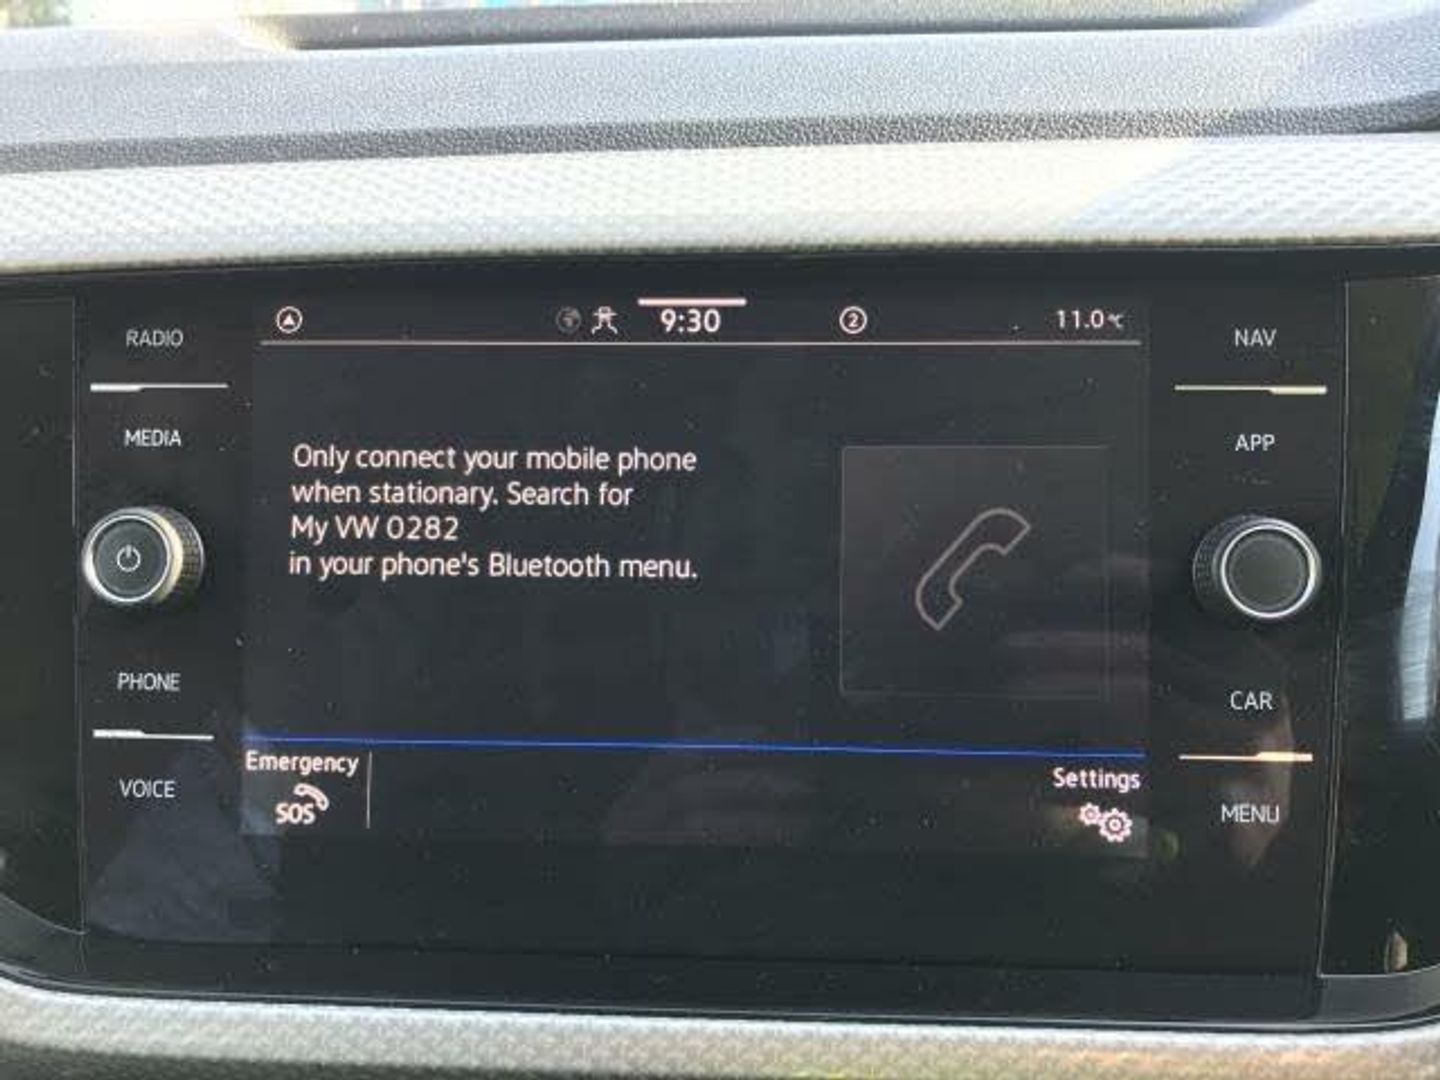 RADIO
MEDIA
PHONE
VOICE
9:30
2
11.0°C
Only connect your mobile phone
when stationary. Search for
My VW 0282
in your phone's Bluetooth menu.
Emergency
SOS
Settings
NAV
APP
CAR
MENU